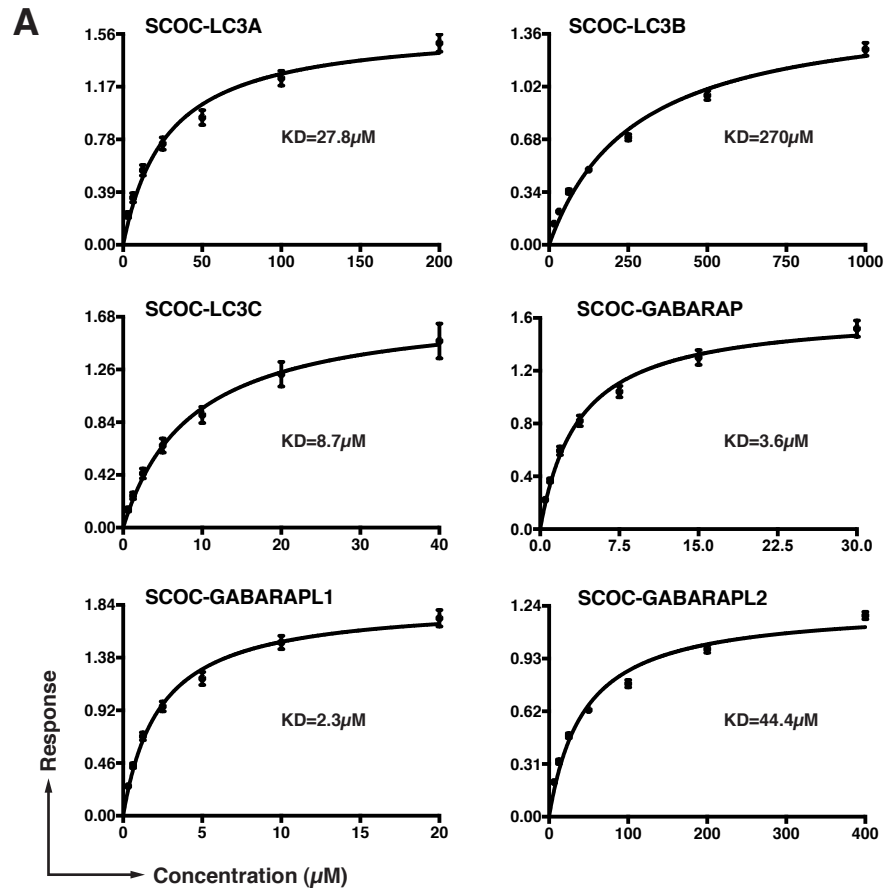 A
SCOC-LC3A
1.56
1.17
0.78
0.39
0.00
KD=27.8µM
0 50 100 150 200
SCOC-LC3B
1.36
1.02
0.68
0.34
0.00
KD=270µM
0 250 500 750 1000
SCOC-LC3C
1.68
1.26
0.84
0.42
0.00
KD=8.7µM
0 10 20 30 40
SCOC-GABARAP
1.6
1.2
0.8
0.4
0.0
KD=3.6µM
0.0 7.5 15.0 22.5 30.0
SCOC-GABARAPL1
1.84
1.38
0.92
0.46
0.00
KD=2.3µM
0 5 10 15 20
SCOC-GABARAPL2
1.24
0.93
0.62
0.31
0.00
KD=44.4µM
0 100 200 300 400
Response
Concentration (µM)